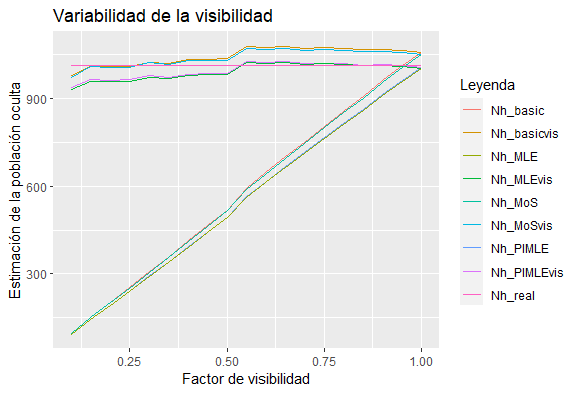 Variabilidad de la visibilidad
Estimación de la población oculta
900
600
300
0.25
0.50
0.75
1.00
Factor de visibilidad
Leyenda
Nh_basic
Nh_basicvis
Nh_MLE
Nh_MLEvis
Nh_MoS
Nh_MoSvis
Nh_PIMLE
Nh_PIMLEvis
Nh_real